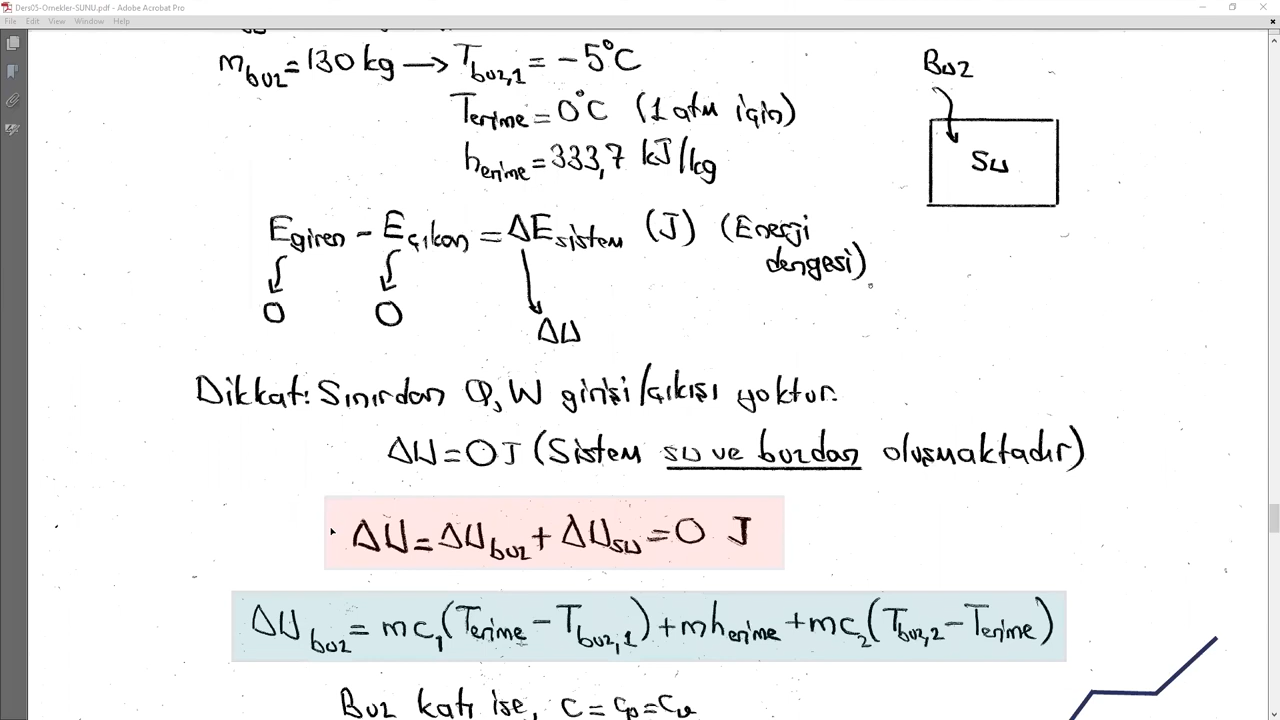 Ders05-Ornekler-SUNU.pdf - Adobe Acrobat Pro
File Edit View Window Help
m_buz = 130 kg → T_buz,1 = -5°C
Buz
T_erime = 0°C (1 atm için)
h_erime = 333,7 kJ/kg
Su
E_giren - E_çıkan = ΔE_sistem (J) (Enerji
dengesi)
0 0 ΔU
Dikkat: Sınırdan Q, W girişi/çıkışı yoktur.
ΔU = 0 J (Sistem su ve buzdan oluşmaktadır)
ΔU = ΔU_buz + ΔU_su = 0 J
ΔU_buz = mc₁(T_erime - T_buz,1) + mh_erime + mc₂(T_buz,2 - T_erime)
Buz katı ise, c = c_p = c_v